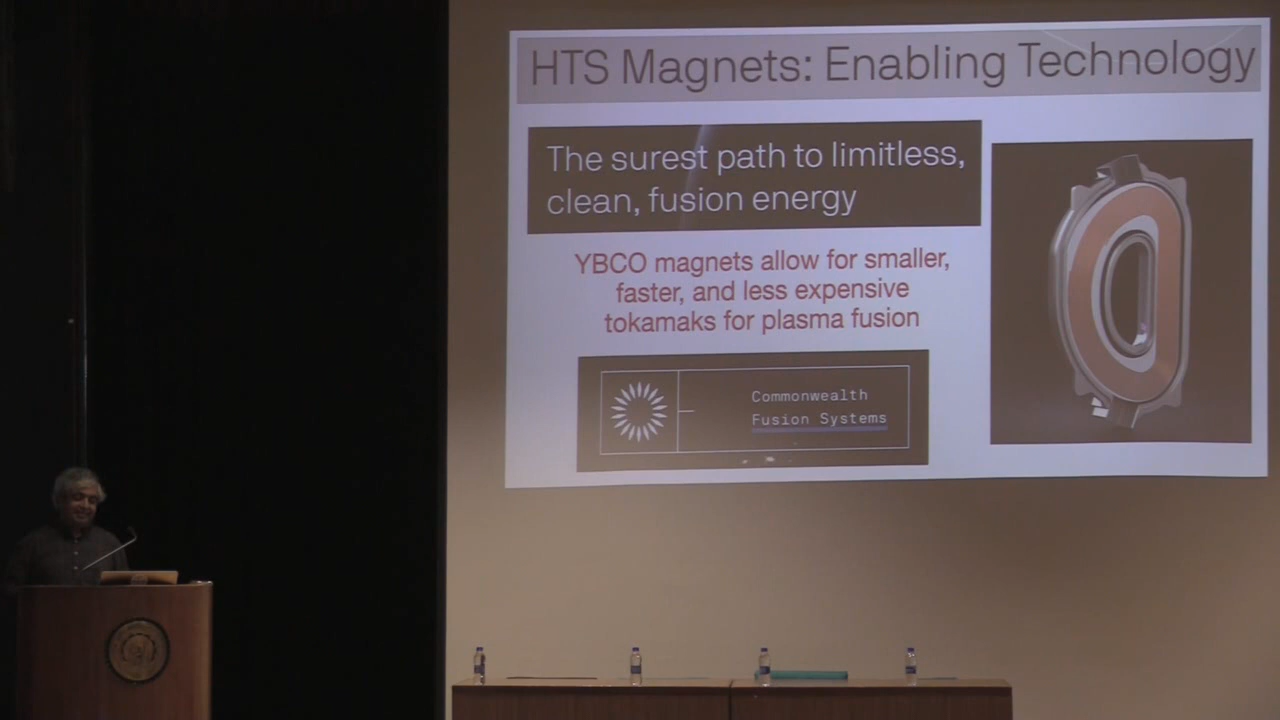 HTS Magnets: Enabling Technology
The surest path to limitless,
clean, fusion energy
YBCO magnets allow for smaller,
faster, and less expensive
tokamaks for plasma fusion
Commonwealth
Fusion Systems